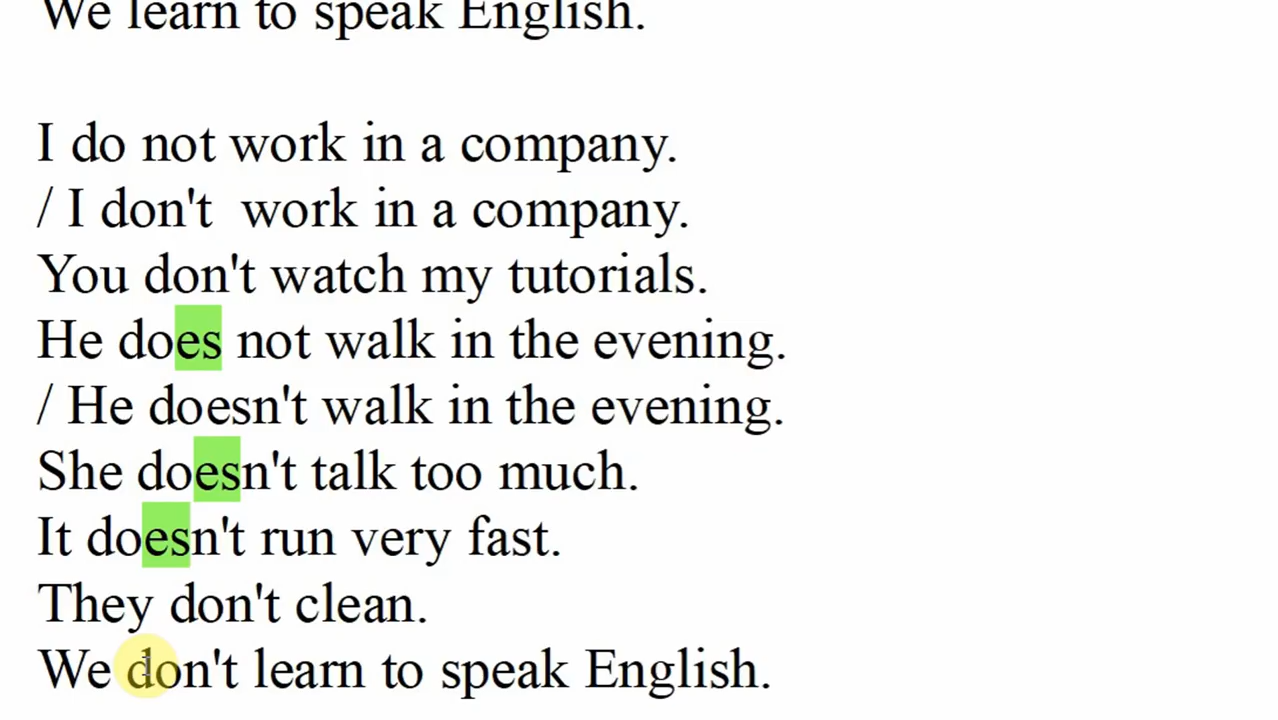 We learn to speak English.
I do not work in a company.
/ I don't  work in a company.
You don't watch my tutorials.
He does not walk in the evening.
/ He doesn't walk in the evening.
She doesn't talk too much.
It doesn't run very fast.
They don't clean.
We don't learn to speak English.